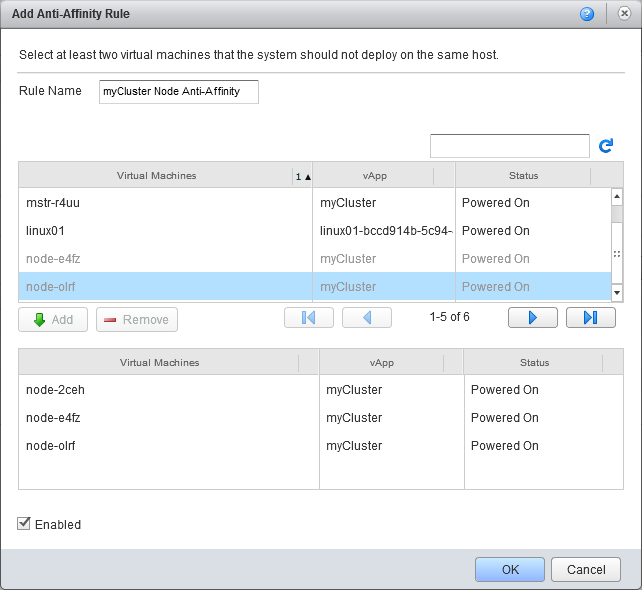 Add Anti-Affinity Rule
Select at least two virtual machines that the system should not deploy on the same host.
Rule Name myCluster Node Anti-Affinity
Virtual Machines 1 ▲ vApp Status
mstr-r4uu myCluster Powered On
linux01 linux01-bccd914b-5c94-
node-e4fz myCluster Powered On
node-olrf myCluster Powered On
Add Remove 1-5 of 6
Virtual Machines vApp Status
node-2ceh myCluster Powered On
node-e4fz myCluster Powered On
node-olrf myCluster Powered On
Enabled
OK Cancel